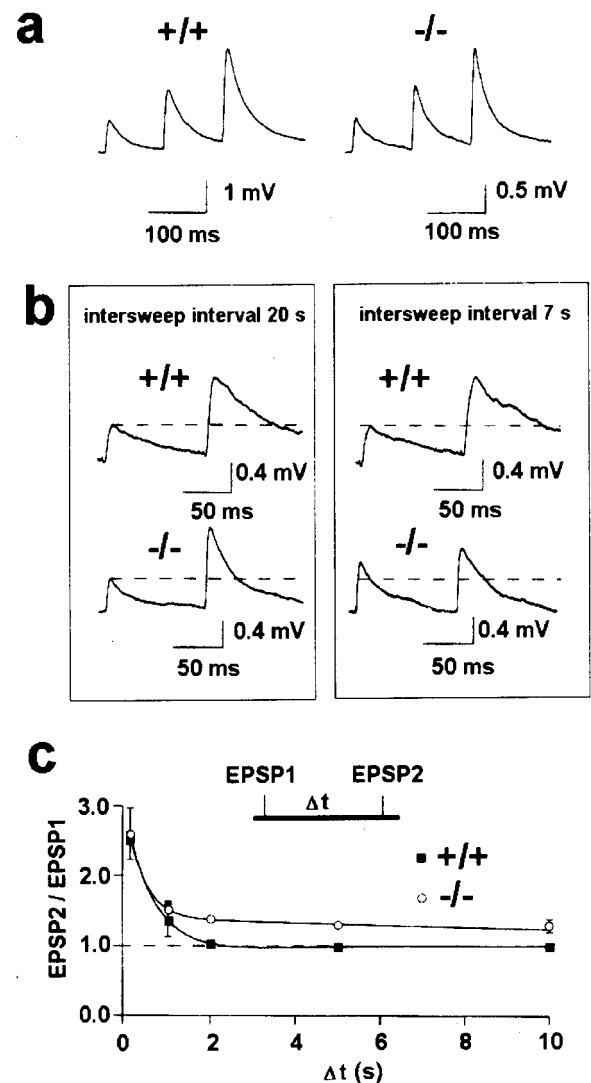 a
+/+ -/-
1 mV 0.5 mV
100 ms 100 ms
b
intersweep interval 20 s intersweep interval 7 s
+/+ +/+
0.4 mV 0.4 mV
50 ms 50 ms
-/- -/-
0.4 mV 0.4 mV
50 ms 50 ms
c
EPSP1 EPSP2
Δt
3.0
2.0
1.0
0.0
EPSP2 / EPSP1
+/+
-/-
0 2 4 6 8 10
Δt (s)